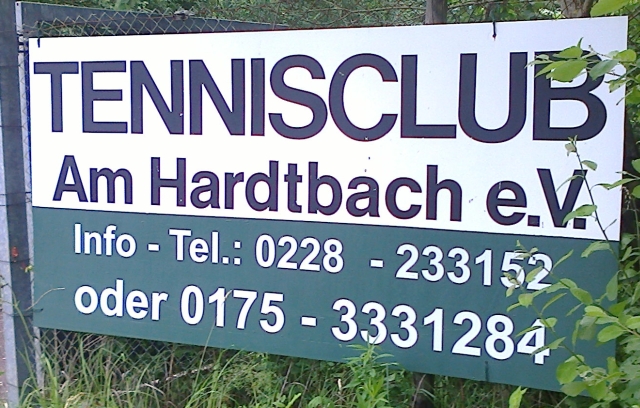 TENNISCLUB
Am Hardtbach e.V.
Info - Tel.: 0228 - 233152
oder 0175 - 3331284